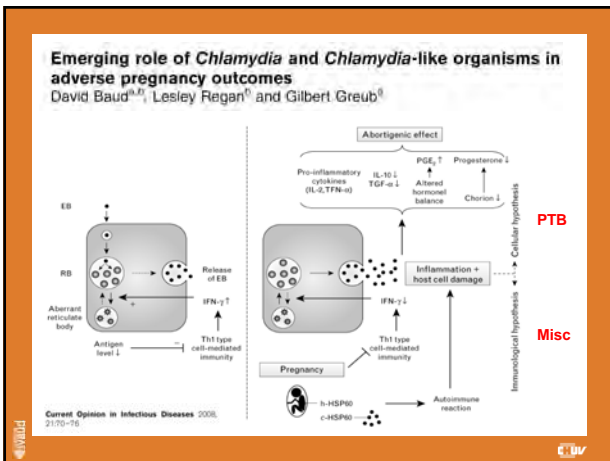 Emerging role of Chlamydia and Chlamydia-like organisms in
adverse pregnancy outcomes
David Baud a,b, Lesley Regan b and Gilbert Greub a
EB
RB
Aberrant
reticulate
body
Antigen
level ↓
–
+
Release
of EB
IFN-γ↑
Th1 type
cell-mediated
immunity
Abortigenic effect
Pro-inflammatory
cytokines
(IL-2, TFN-α)
IL-10↓
TGF-α↓
PGE₂ ↑
Altered
hormonel
balance
Progesterone↓
Chorion ↓
Inflammation +
host cell damage
IFN-γ↓
Th1 type
cell-mediated
immunity
Pregnancy
h-HSP60
c-HSP60
Autoimmune
reaction
Cellular hypothesis
Immunological hypothesis
PTB
Misc
Current Opinion in Infectious Diseases 2008,
21:70–76